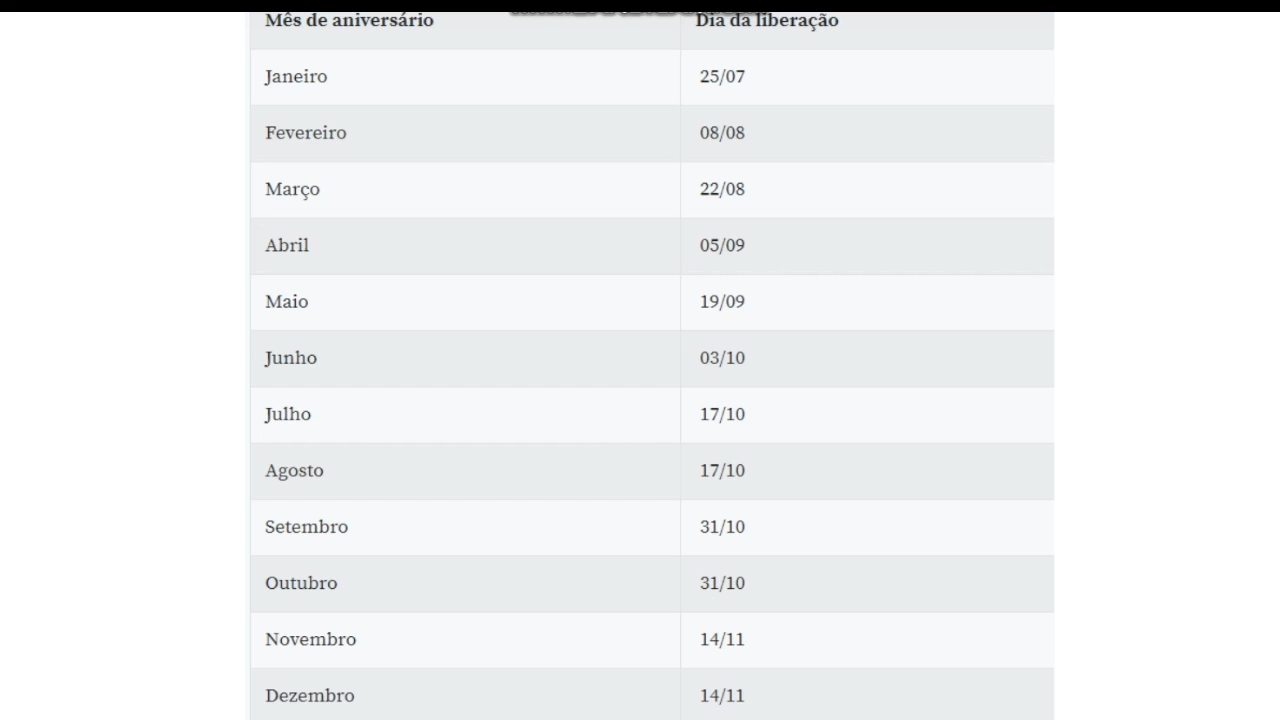 Mês de aniversário Dia da liberação
Janeiro 25/07
Fevereiro 08/08
Março 22/08
Abril 05/09
Maio 19/09
Junho 03/10
Julho 17/10
Agosto 17/10
Setembro 31/10
Outubro 31/10
Novembro 14/11
Dezembro 14/11